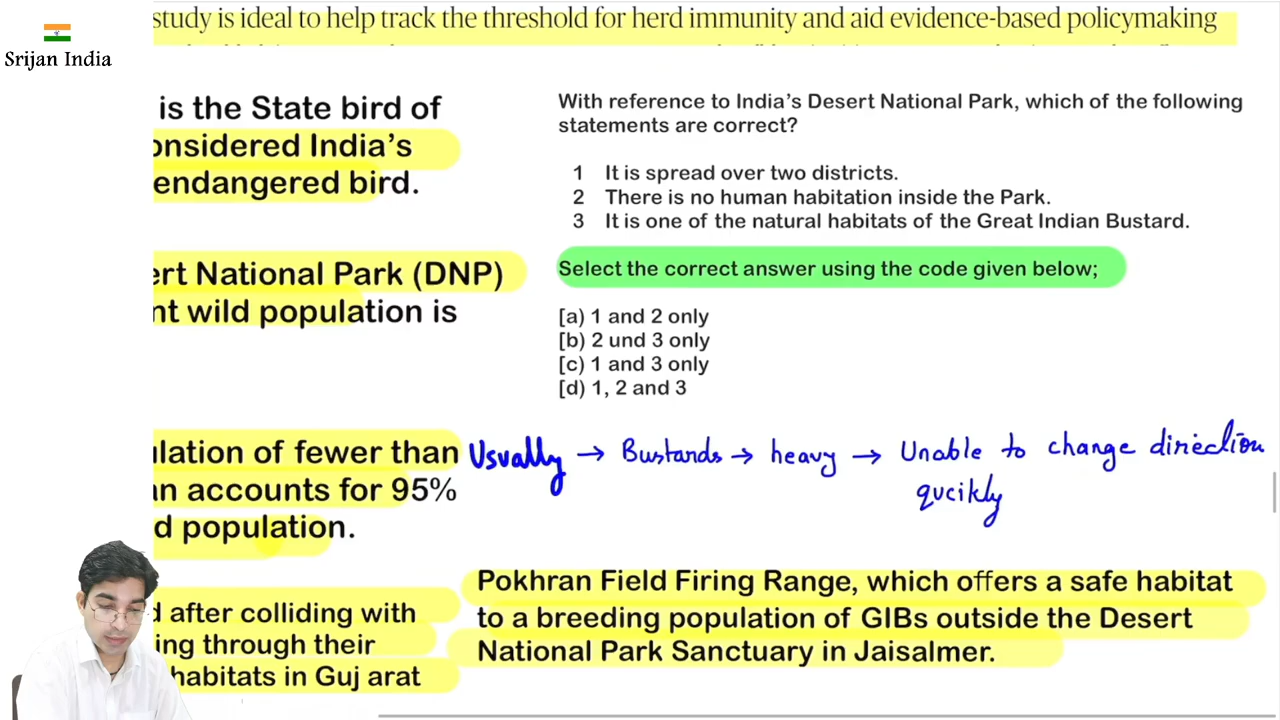 study is ideal to help track the threshold for herd immunity and aid evidence-based policymaking
Srijan India
is the State bird of
onsidered India's
endangered bird.
ert National Park (DNP)
nt wild population is
ulation of fewer than
an accounts for 95%
d population.
d after colliding with
ing through their
habitats in Guj arat
With reference to India's Desert National Park, which of the following
statements are correct?
1 It is spread over two districts.
2 There is no human habitation inside the Park.
3 It is one of the natural habitats of the Great Indian Bustard.
Select the correct answer using the code given below;
[a) 1 and 2 only
[b) 2 und 3 only
[c) 1 and 3 only
[d) 1, 2 and 3
Usually → Bustards → heavy → Unable to change direction
qucikly
Pokhran Field Firing Range, which offers a safe habitat
to a breeding population of GIBs outside the Desert
National Park Sanctuary in Jaisalmer.